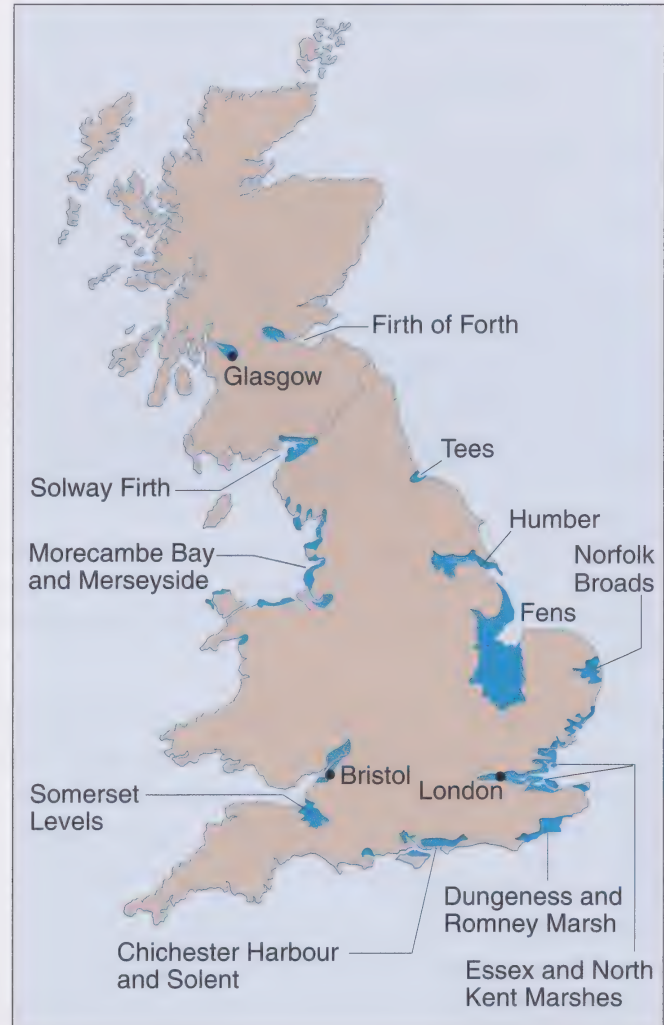 Firth of Forth
Glasgow
Tees
Solway Firth
Humber
Morecambe Bay
and Merseyside
Norfolk
Broads
Fens
Bristol
London
Somerset
Levels
Dungeness and
Romney Marsh
Chichester Harbour
and Solent
Essex and North
Kent Marshes